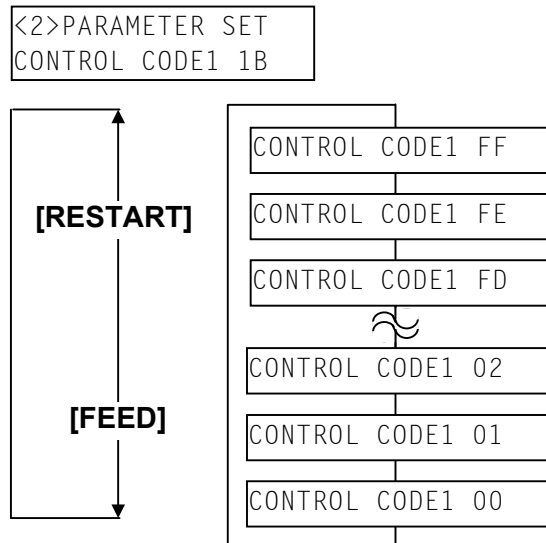 <2>PARAMETER SET
CONTROL CODE1 1B
CONTROL CODE1 FF
[RESTART]
CONTROL CODE1 FE
CONTROL CODE1 FD
CONTROL CODE1 02
[FEED]
CONTROL CODE1 01
CONTROL CODE1 00